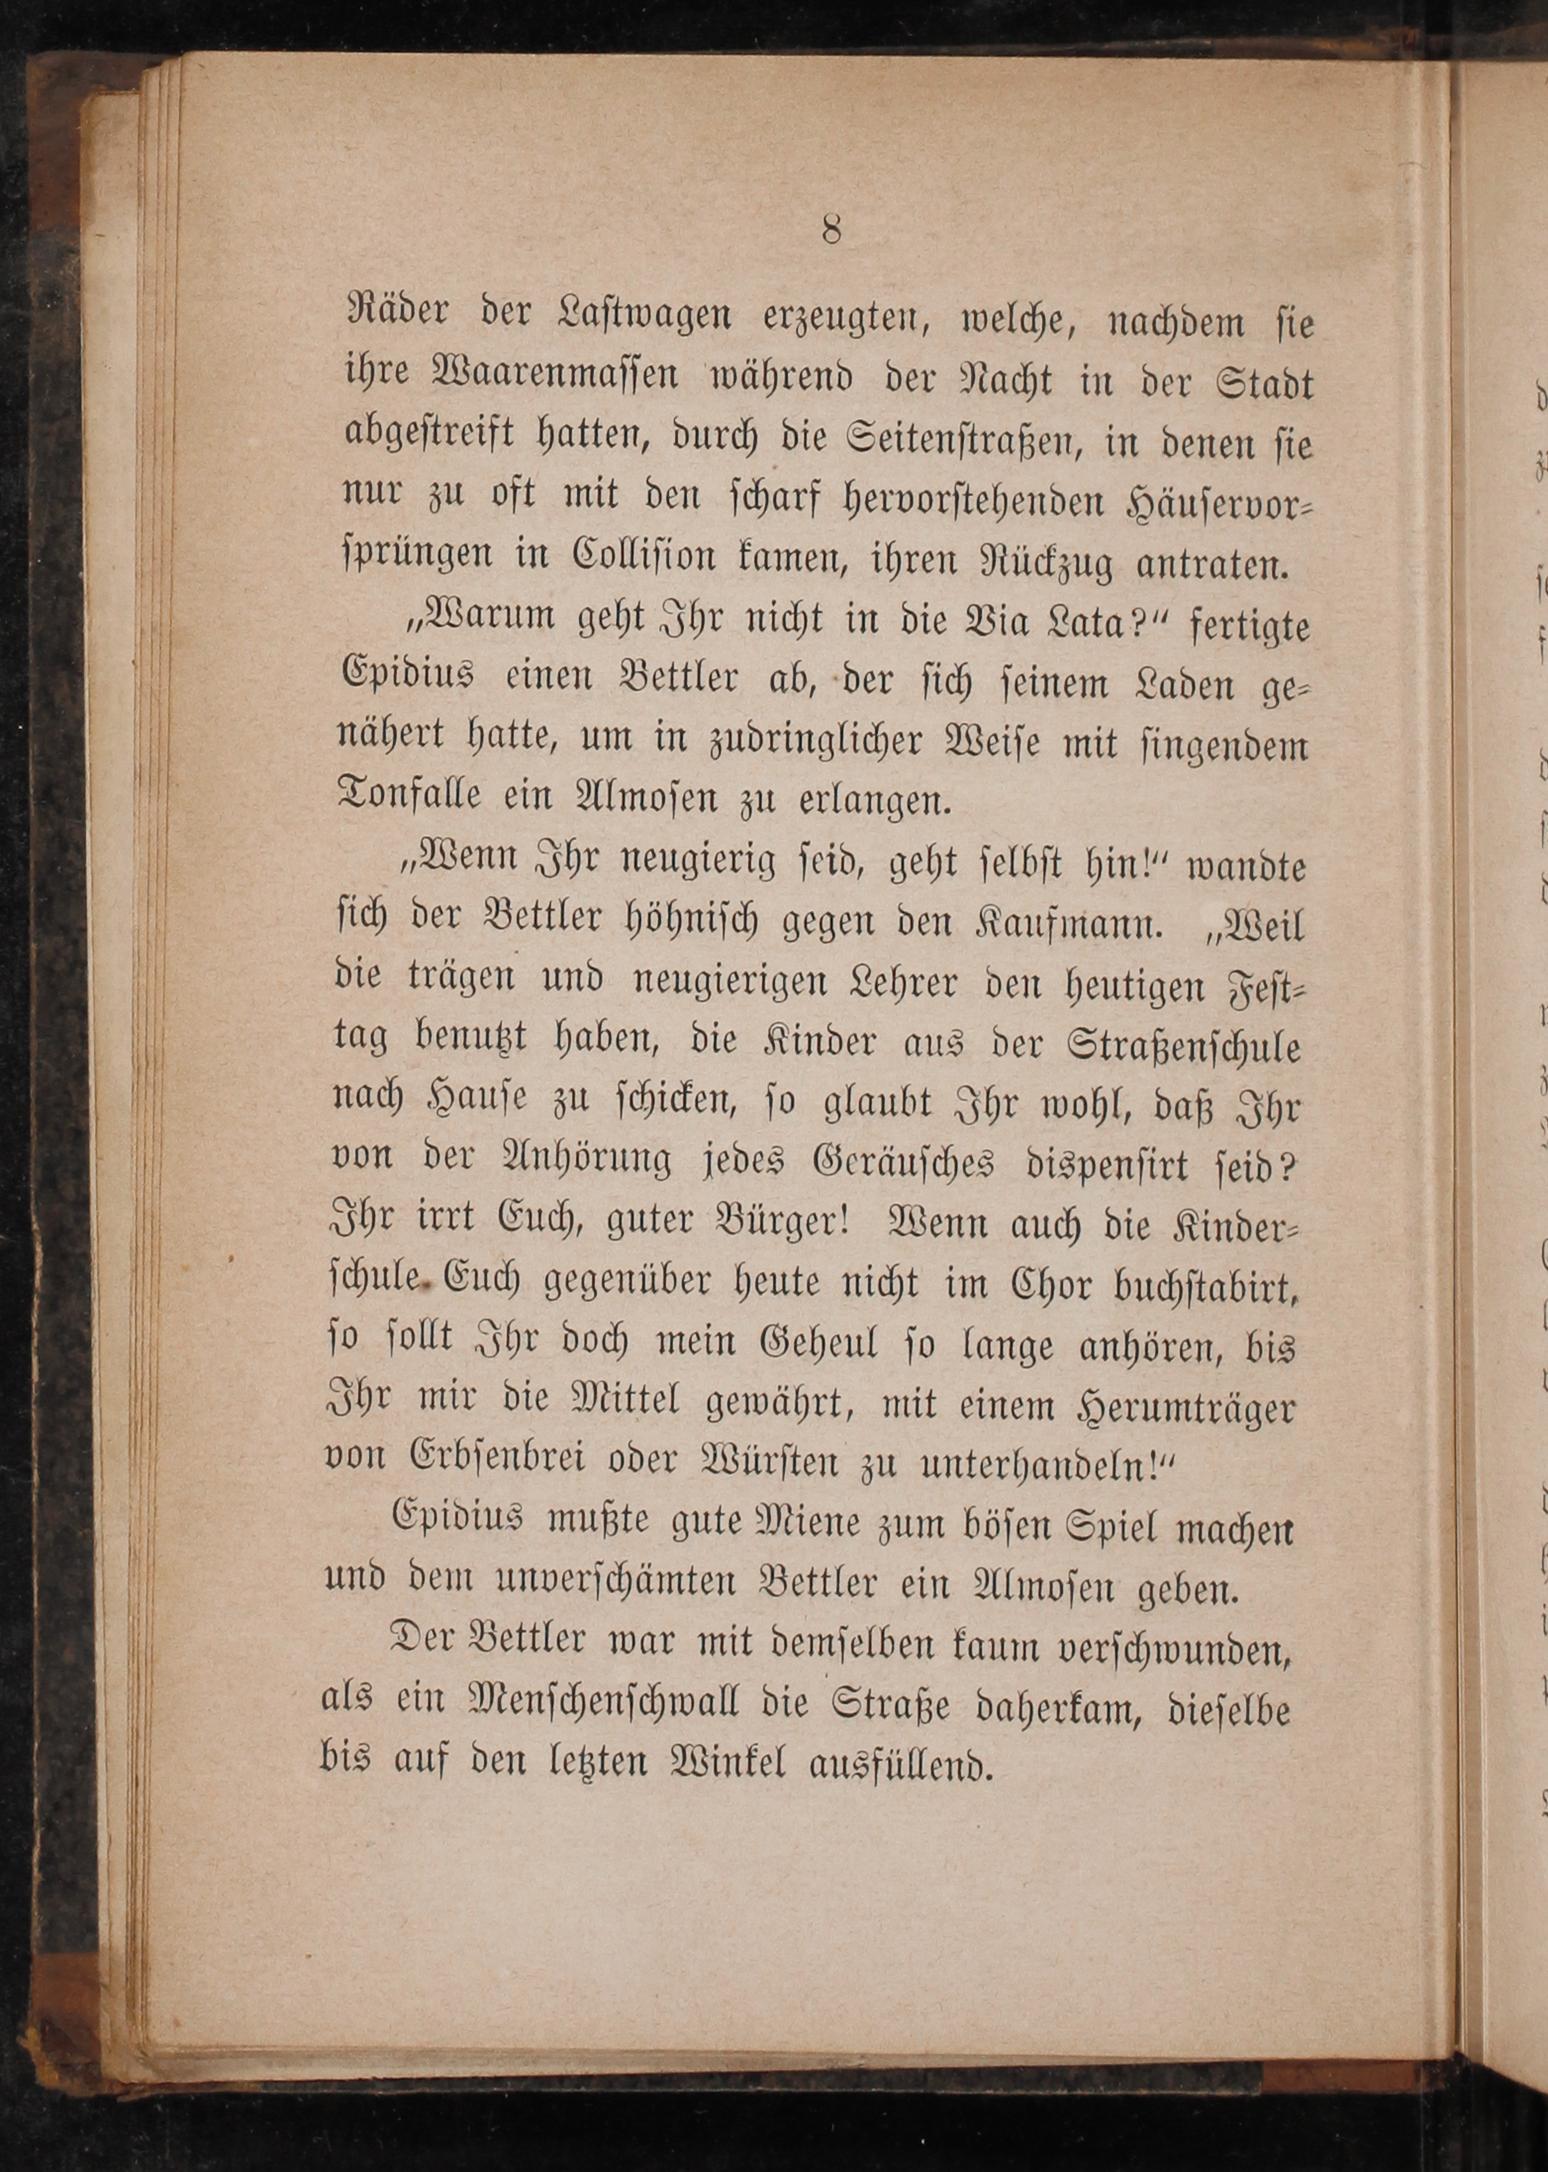 8
Räder der Laſtwagen erzeugten, welche, nachdem ſie
ihre Waarenmaſſen während der Nacht in der Stadt
abgeſtreift hatten, durch die Seitenſtraßen, in denen ſie
nur zu oft mit den ſcharf hervorſtehenden Häuſervor-
ſprüngen in Colliſion kamen, ihren Rückzug antraten.
„Warum geht Ihr nicht in die Via Lata?“ fertigte
Epidius einen Bettler ab, der ſich ſeinem Laden ge-
nähert hatte, um in zudringlicher Weiſe mit ſingendem
Tonfalle ein Almoſen zu erlangen.
„Wenn Ihr neugierig ſeid, geht ſelbſt hin!“ wandte
ſich der Bettler höhniſch gegen den Kaufmann. „Weil
die trägen und neugierigen Lehrer den heutigen Feſt-
tag benutzt haben, die Kinder aus der Straßenſchule
nach Hauſe zu ſchicken, ſo glaubt Ihr wohl, daß Ihr
von der Anhörung jedes Geräuſches dispenſirt ſeid?
Ihr irrt Euch, guter Bürger! Wenn auch die Kinder-
ſchule Euch gegenüber heute nicht im Chor buchſtabirt,
ſo ſollt Ihr doch mein Geheul ſo lange anhören, bis
Ihr mir die Mittel gewährt, mit einem Herumträger
von Erbſenbrei oder Würſten zu unterhandeln!“
Epidius mußte gute Miene zum böſen Spiel machen
und dem unverſchämten Bettler ein Almoſen geben.
Der Bettler war mit demſelben kaum verſchwunden,
als ein Menſchenſchwall die Straße daherkam, dieſelbe
bis auf den letzten Winkel ausfüllend.